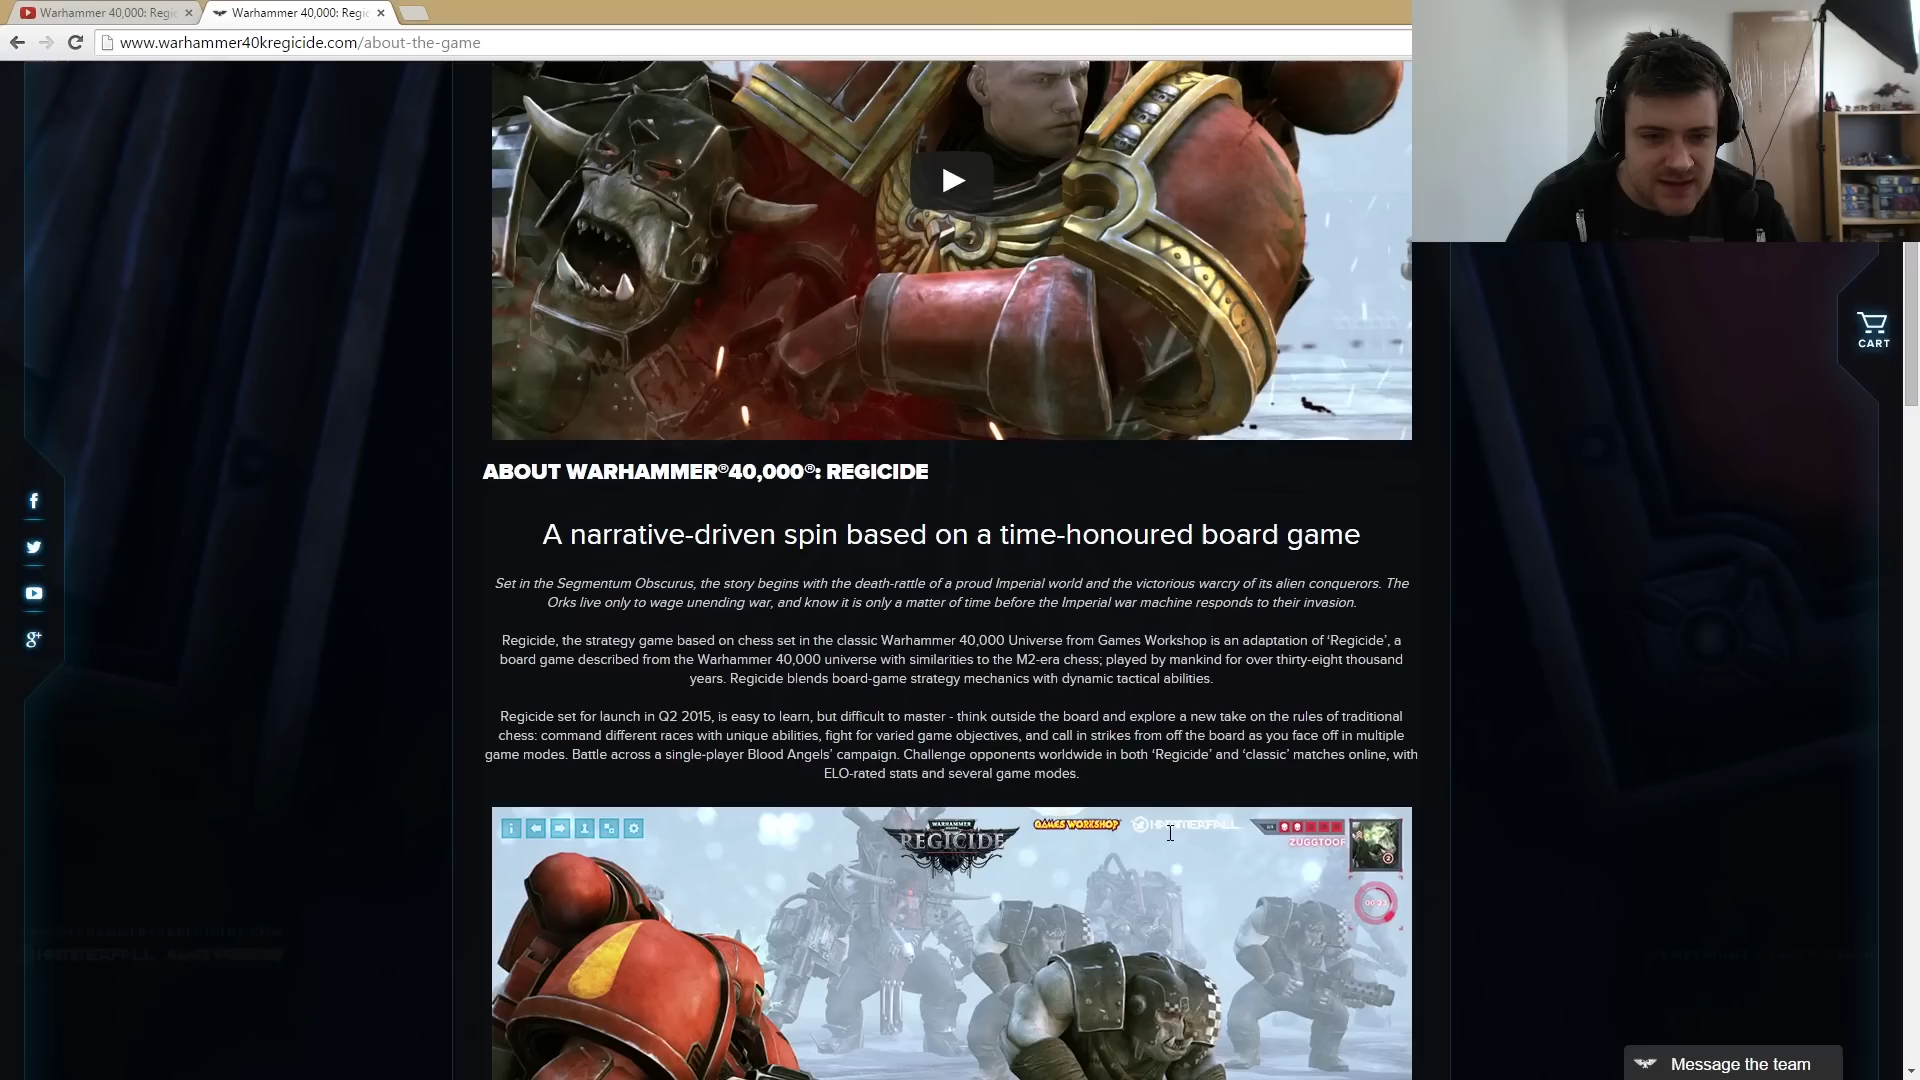 Warhammer 40,000: Regic
Warhammer 40,000: Regic
www.warhammer40kregicide.com/about-the-game
CART
ABOUT WARHAMMER®40,000®: REGICIDE
A narrative-driven spin based on a time-honoured board game
Set in the Segmentum Obscurus, the story begins with the death-rattle of a proud Imperial world and the victorious warcry of its alien conquerors. The
Orks live only to wage unending war, and know it is only a matter of time before the Imperial war machine responds to their invasion.
Regicide, the strategy game based on chess set in the classic Warhammer 40,000 Universe from Games Workshop is an adaptation of ‘Regicide’, a
board game described from the Warhammer 40,000 universe with similarities to the M2-era chess; played by mankind for over thirty-eight thousand
years. Regicide blends board-game strategy mechanics with dynamic tactical abilities.
Regicide set for launch in Q2 2015, is easy to learn, but difficult to master - think outside the board and explore a new take on the rules of traditional
chess: command different races with unique abilities, fight for varied game objectives, and call in strikes from off the board as you face off in multiple
game modes. Battle across a single-player Blood Angels’ campaign. Challenge opponents worldwide in both ‘Regicide’ and ‘classic’ matches online, with
ELO-rated stats and several game modes.
WARHAMMER
REGICIDE
GAMES WORKSHOP
HAMMERFALL
ZUGGTOOF
00:23
Message the team